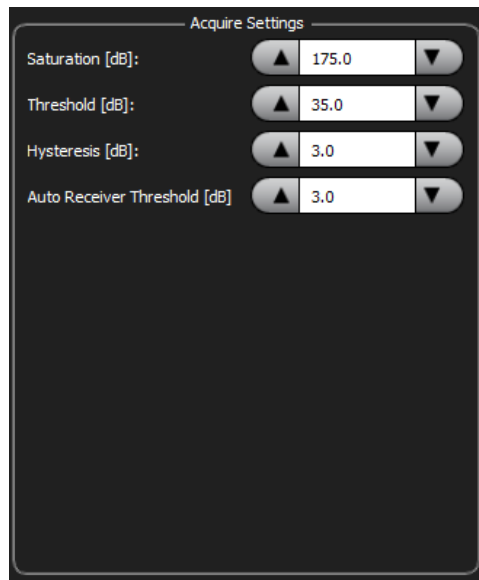 Acquire Settings
Saturation [dB]: 175.0
Threshold [dB]: 35.0
Hysteresis [dB]: 3.0
Auto Receiver Threshold [dB] 3.0